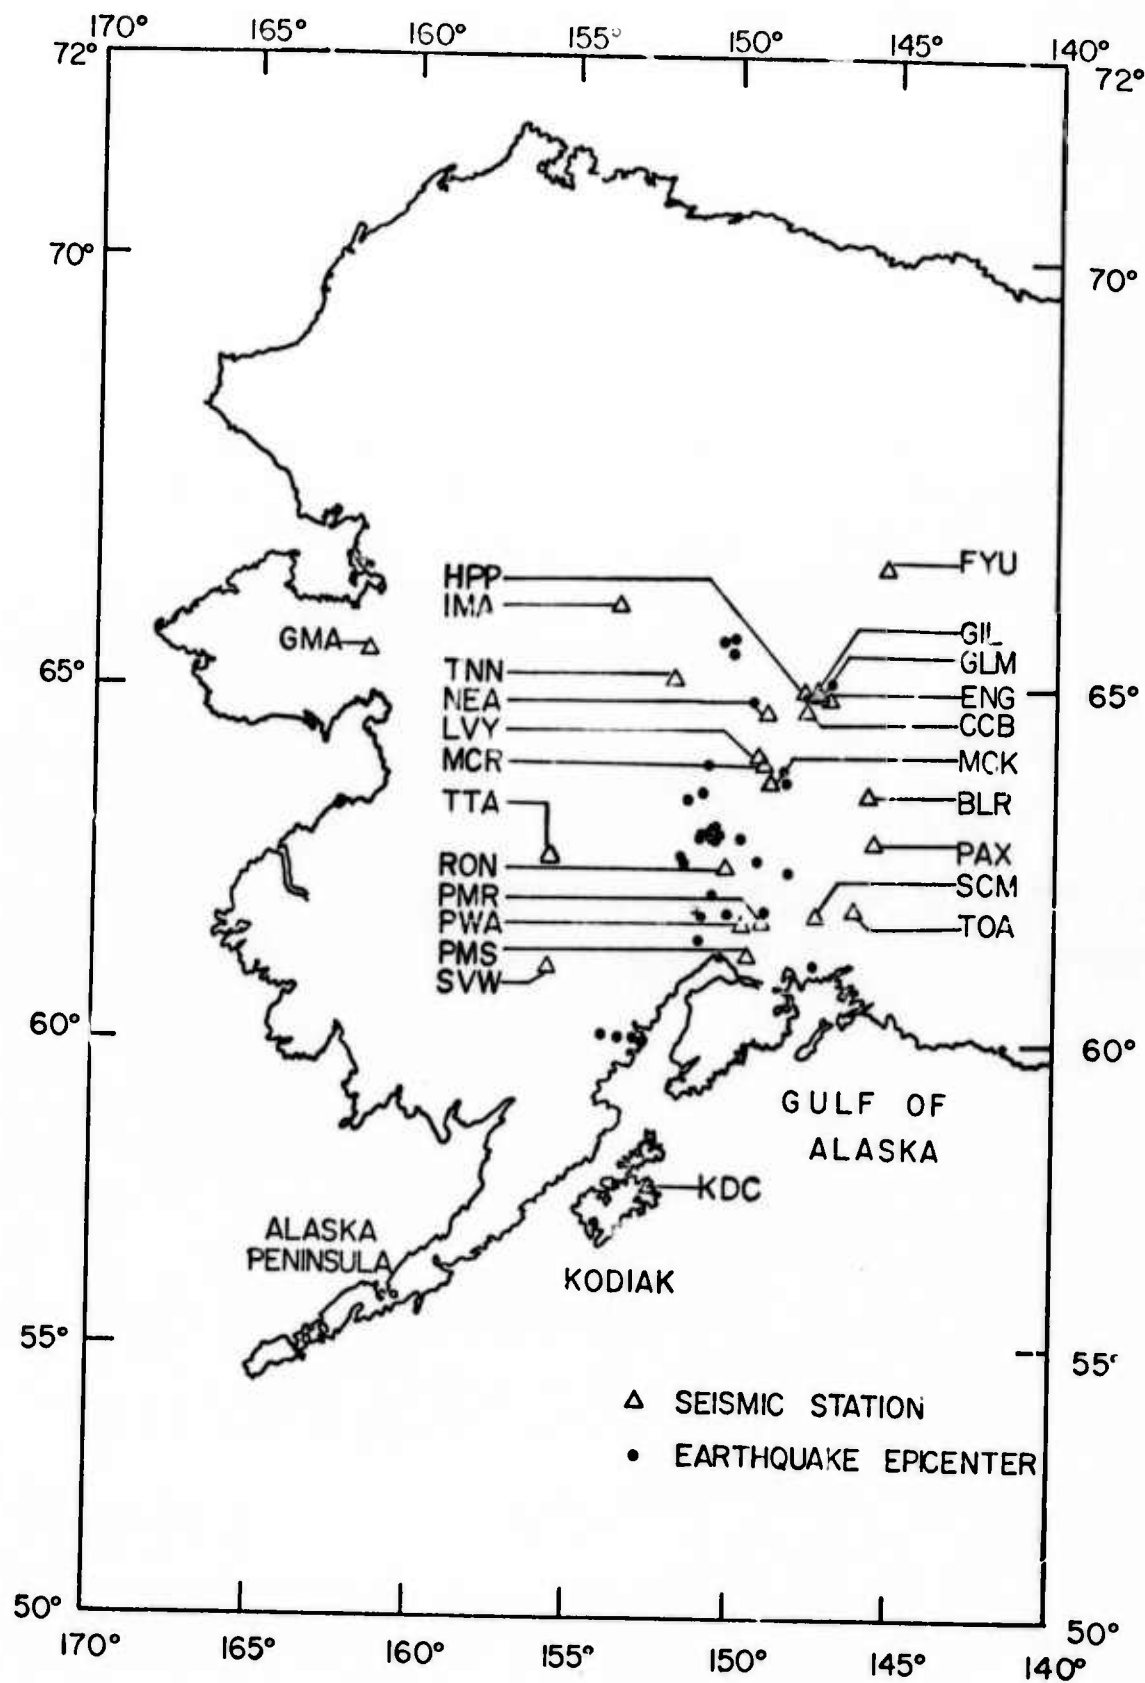 170° 165° 160° 155° 150° 145° 140°
72° 72°
70° 70°
HPP FYU
IMA
GMA GIL
TNN GLM
65° NEA ENG 65°
LVY CCB
MCR MCK
TTA BLR
RON PAX
PMR SCM
PWA TOA
PMS
SVW
60° 60°
GULF OF
ALASKA
KDC
ALASKA
PENINSULA
KODIAK
55° 55°
△ SEISMIC STATION
• EARTHQUAKE EPICENTER
50° 50°
170° 165° 160° 155° 150° 145° 140°